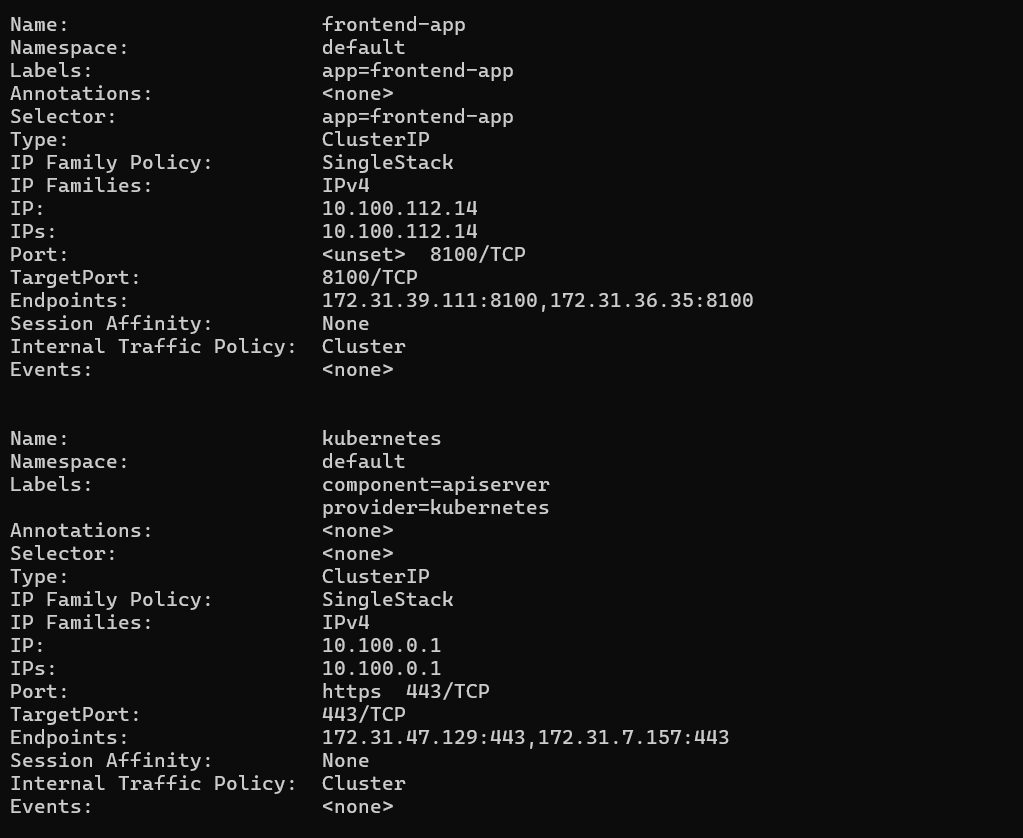 Name:                     frontend-app
Namespace:                default
Labels:                   app=frontend-app
Annotations:              <none>
Selector:                 app=frontend-app
Type:                     ClusterIP
IP Family Policy:         SingleStack
IP Families:              IPv4
IP:                       10.100.112.14
IPs:                      10.100.112.14
Port:                     <unset>  8100/TCP
TargetPort:               8100/TCP
Endpoints:                172.31.39.111:8100,172.31.36.35:8100
Session Affinity:         None
Internal Traffic Policy:  Cluster
Events:                   <none>

Name:                     kubernetes
Namespace:                default
Labels:                   component=apiserver
                          provider=kubernetes
Annotations:              <none>
Selector:                 <none>
Type:                     ClusterIP
IP Family Policy:         SingleStack
IP Families:              IPv4
IP:                       10.100.0.1
IPs:                      10.100.0.1
Port:                     https  443/TCP
TargetPort:               443/TCP
Endpoints:                172.31.47.129:443,172.31.7.157:443
Session Affinity:         None
Internal Traffic Policy:  Cluster
Events:                   <none>